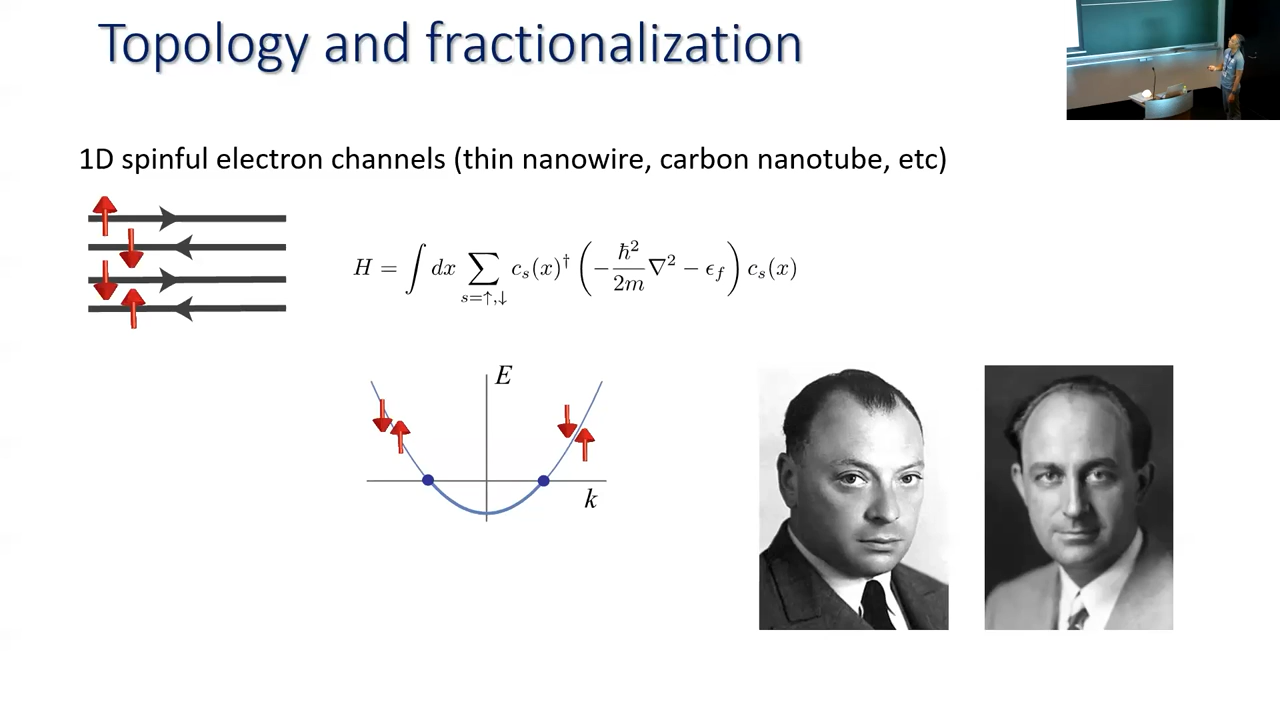 Topology and fractionalization
1D spinful electron channels (thin nanowire, carbon nanotube, etc)
H = ∫ dx ∑_{s=↑,↓} c_s(x)^† ( −ℏ²/2m ∇² − ϵ_f ) c_s(x)
E
k